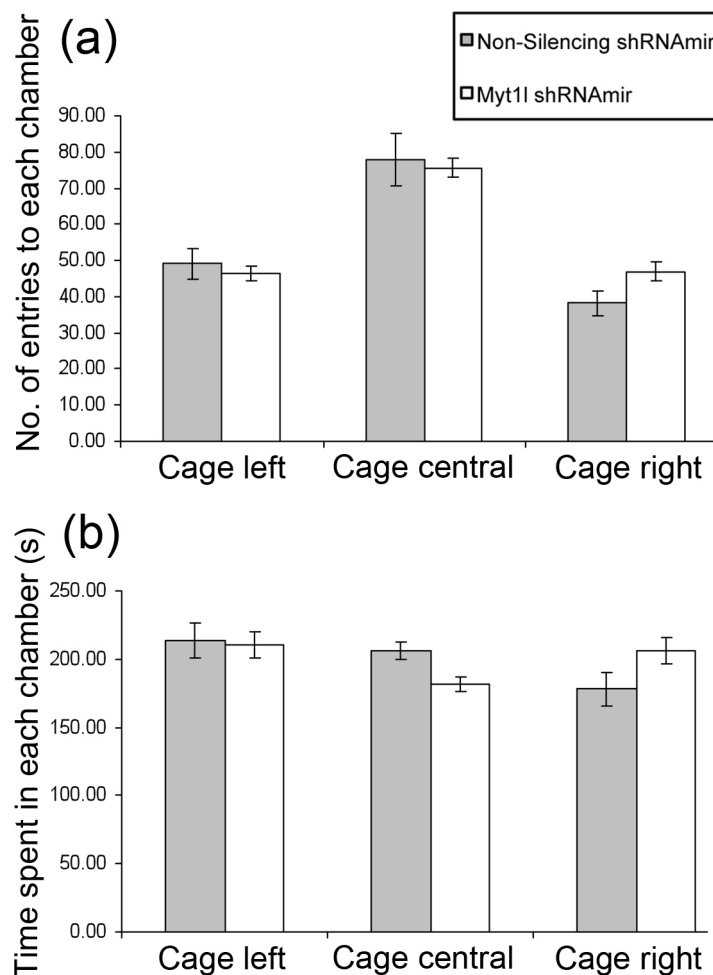 (a)
Non-Silencing shRNAmir
Myt1l shRNAmir
No. of entries to each chamber
90.00
80.00
70.00
60.00
50.00
40.00
30.00
20.00
10.00
0.00
Cage left Cage central Cage right
(b)
Time spent in each chamber (s)
250.00
200.00
150.00
100.00
50.00
0.00
Cage left Cage central Cage right